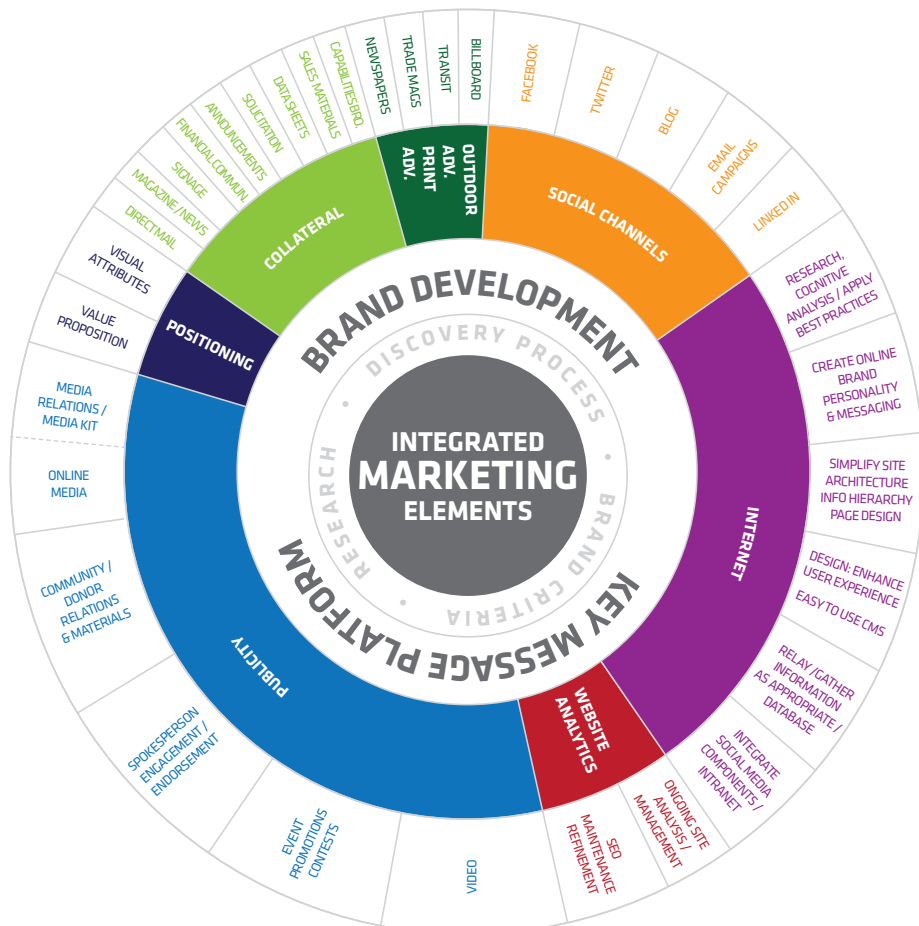 INTEGRATED
MARKETING
ELEMENTS
DISCOVERY PROCESS
•
BRAND CRITERIA
•
RESEARCH
•
BRAND DEVELOPMENT
KEY MESSAGE PLATFORM
OUTDOOR
ADV.
PRINT
ADV.
NEWSPAPERS
TRADE MAGS
TRANSIT
BILLBOARD
SOCIAL CHANNELS
FACEBOOK
TWITTER
BLOG
EMAIL
CAMPAIGNS
LINKED IN
INTERNET
RESEARCH,
COGNITIVE
ANALYSIS / APPLY
BEST PRACTICES
CREATE ONLINE
BRAND
PERSONALITY
& MESSAGING
SIMPLIFY SITE
ARCHITECTURE
INFO HIERARCHY
PAGE DESIGN
DESIGN: ENHANCE
USER EXPERIENCE
EASY TO USE CMS
RELAY /GATHER
INFORMATION
AS APPROPRIATE /
DATABASE
INTEGRATE
SOCIAL MEDIA
COMPONENTS /
INTRANET
WEBSITE
ANALYTICS
ONGOING SITE
ANALYSIS /
MANAGEMENT
SEO
MAINTENANCE
REFINEMENT
PUBLICITY
VIDEO
EVENT
PROMOTIONS
CONTESTS
SPOKESPERSON
ENGAGEMENT /
ENDORSEMENT
COMMUNITY /
DONOR
RELATIONS
& MATERIALS
ONLINE
MEDIA
MEDIA
RELATIONS /
MEDIA KIT
POSITIONING
VALUE
PROPOSITION
VISUAL
ATTRIBUTES
COLLATERAL
DIRECT MAIL
MAGAZINE / NEWS
SIGNAGE
FINANCIAL COMMUN.
ANNOUNCEMENTS
SOLICITATION
DATA SHEETS
SALES MATERIALS
CAPABILITIES BRO.